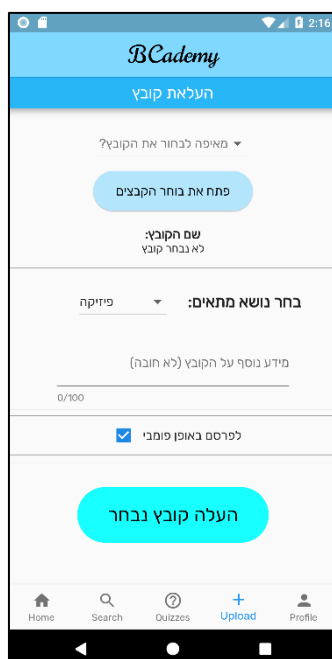 2:16
BCademy
העלאת קובץ
מאיפה לבחור את הקובץ?
פתח את בוחר הקבצים
שם הקובץ:
לא נבחר קובץ
בחר נושא מתאים: פיזיקה
מידע נוסף על הקובץ (לא חובה)
0/100
לפרסם באופן פומבי
העלה קובץ נבחר
Home Search Quizzes Upload Profile